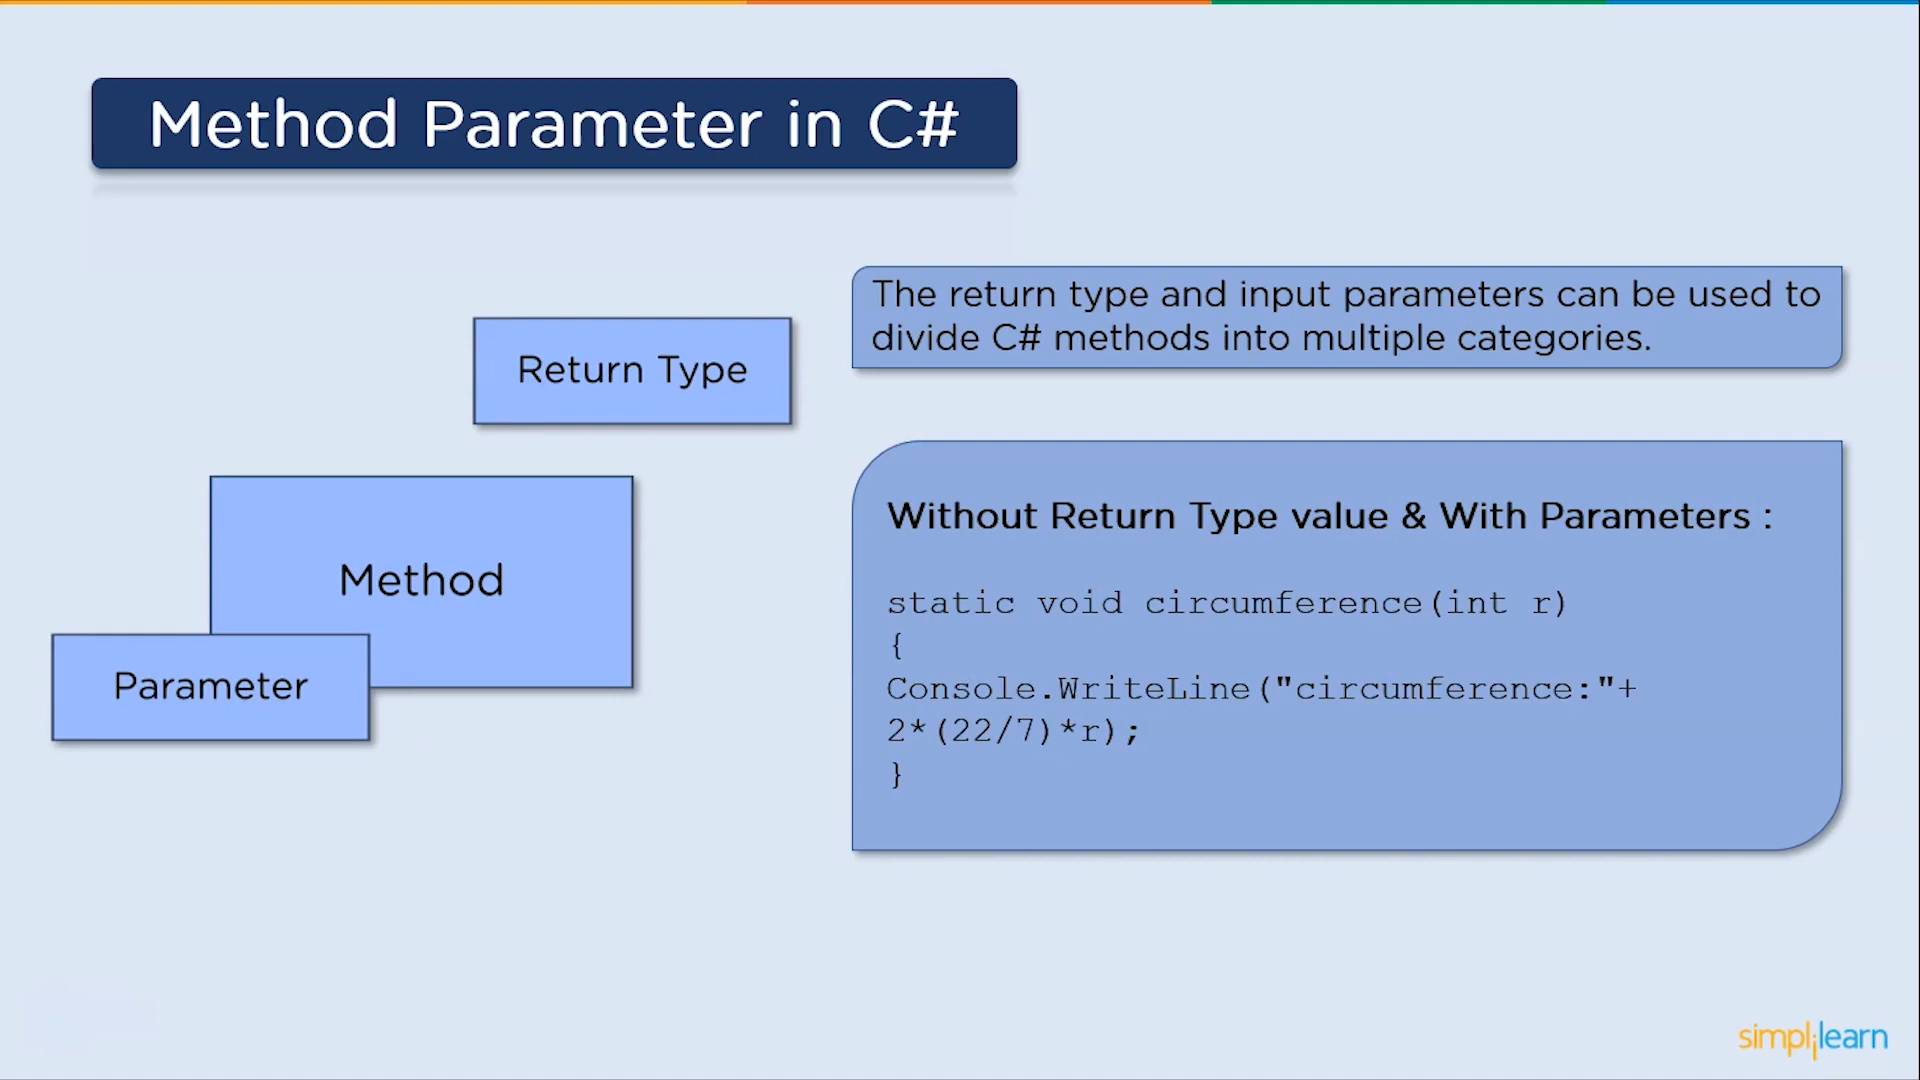 Method Parameter in C#
Return Type
Method
Parameter
The return type and input parameters can be used to
divide C# methods into multiple categories.
Without Return Type value & With Parameters :
static void circumference(int r)
{
Console.WriteLine("circumference:"+
2*(22/7)*r);
}
simplilearn